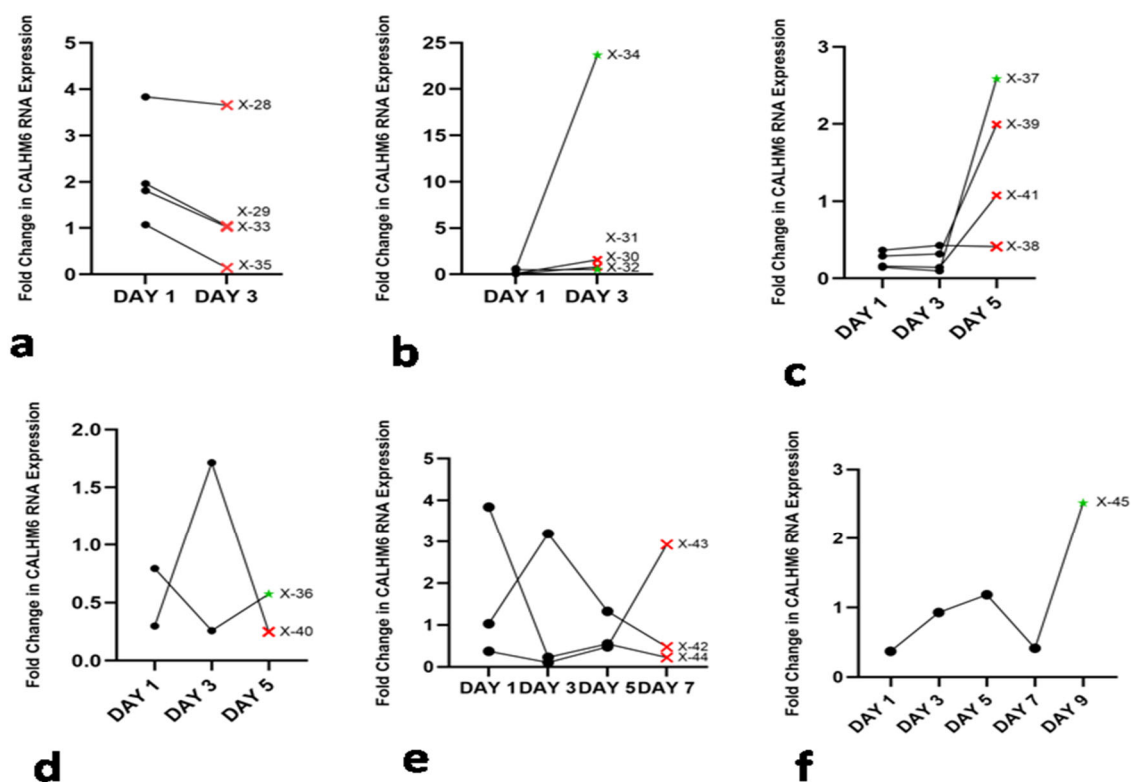 Fold Change in CALHM6 RNA Expression
5
4
3
2
1
0
X-28
X-29
X-33
X-35
DAY 1 DAY 3
a
Fold Change in CALHM6 RNA Expression
25
20
15
10
5
0
X-34
X-31
X-30
X-32
DAY 1 DAY 3
b
Fold Change in CALHM6 RNA Expression
3
2
1
0
X-37
X-39
X-41
X-38
DAY 1 DAY 3 DAY 5
c
Fold Change in CALHM6 RNA Expression
2.0
1.5
1.0
0.5
0.0
X-36
X-40
DAY 1 DAY 3 DAY 5
d
Fold Change in CALHM6 RNA Expression
5
4
3
2
1
0
X-43
X-42
X-44
DAY 1 DAY 3 DAY 5 DAY 7
e
Fold Change in CALHM6 RNA Expression
3
2
1
0
X-45
DAY 1 DAY 3 DAY 5 DAY 7 DAY 9
f